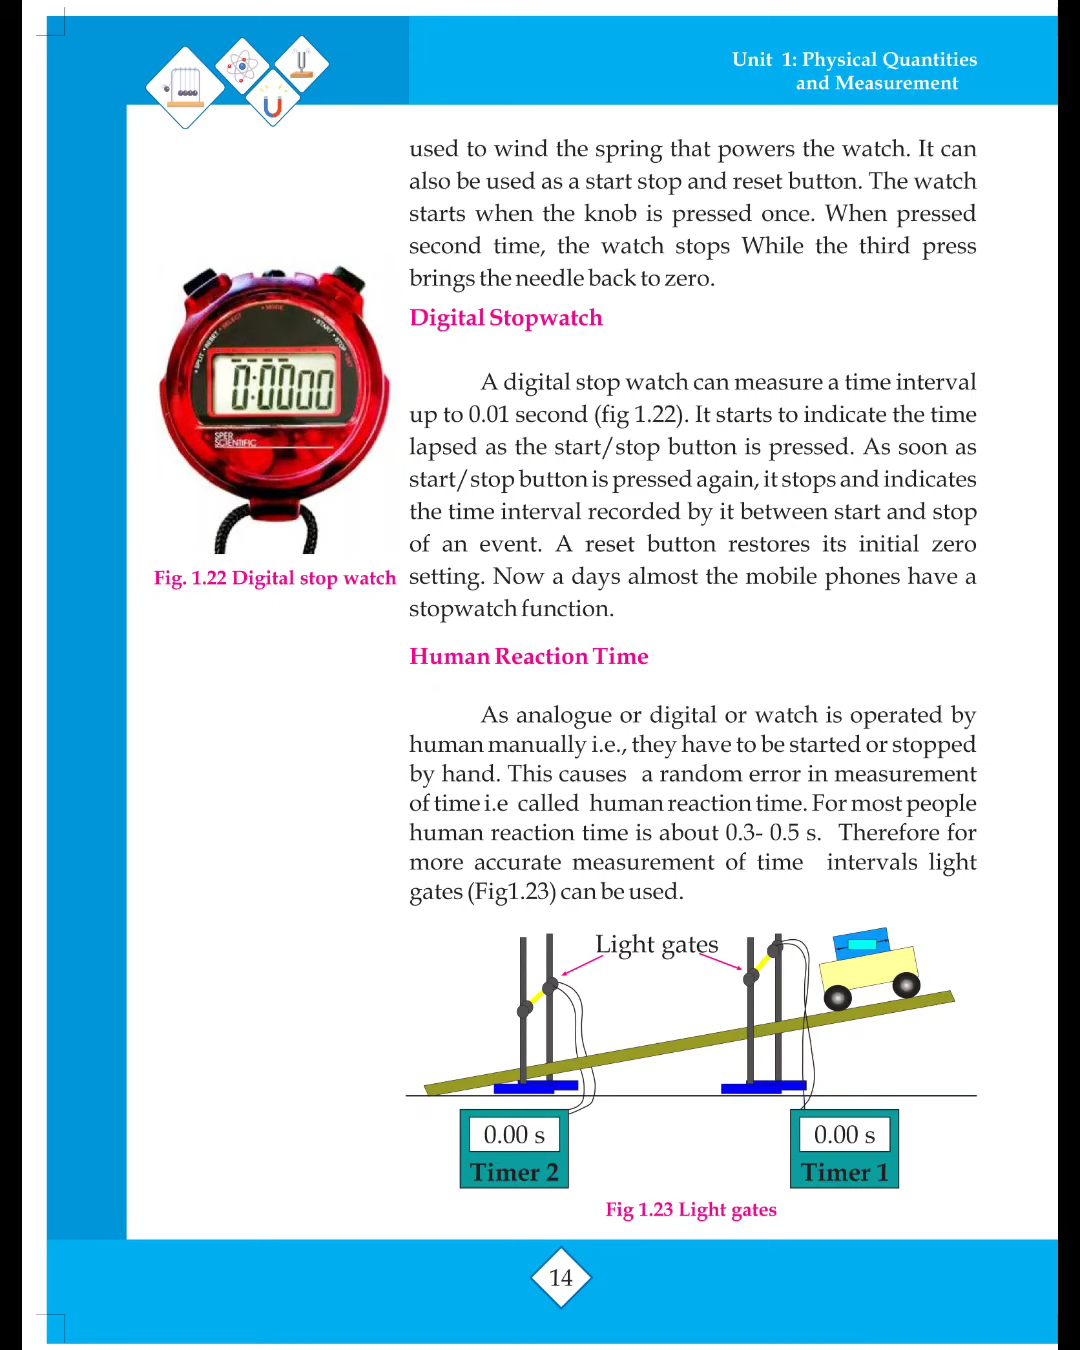 Unit 1: Physical Quantities
and Measurement
used to wind the spring that powers the watch. It can
also be used as a start stop and reset button. The watch
starts when the knob is pressed once. When pressed
second time, the watch stops While the third press
brings the needle back to zero.
Digital Stopwatch
A digital stop watch can measure a time interval
up to 0.01 second (fig 1.22). It starts to indicate the time
lapsed as the start/stop button is pressed. As soon as
start/stop button is pressed again, it stops and indicates
the time interval recorded by it between start and stop
of an event. A reset button restores its initial zero
setting. Now a days almost the mobile phones have a
stopwatch function.
SPLIT • RESET • SELECT
• MODE
• START • STOP • SET
0:0000
SPER
SCIENTIFIC
Fig. 1.22 Digital stop watch
Human Reaction Time
As analogue or digital or watch is operated by
human manually i.e., they have to be started or stopped
by hand. This causes a random error in measurement
of time i.e called human reaction time. For most people
human reaction time is about 0.3- 0.5 s. Therefore for
more accurate measurement of time intervals light
gates (Fig1.23) can be used.
Light gates
0.00 s
Timer 2
0.00 s
Timer 1
Fig 1.23 Light gates
14